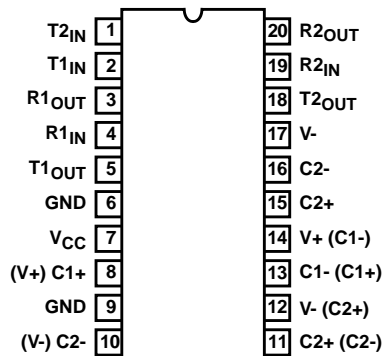 T2IN 1 20 R2OUT
T1IN 2 19 R2IN
R1OUT 3 18 T2OUT
R1IN 4 17 V-
T1OUT 5 16 C2-
GND 6 15 C2+
VCC 7 14 V+ (C1-)
(V+) C1+ 8 13 C1- (C1+)
GND 9 12 V- (C2+)
(V-) C2- 10 11 C2+ (C2-)